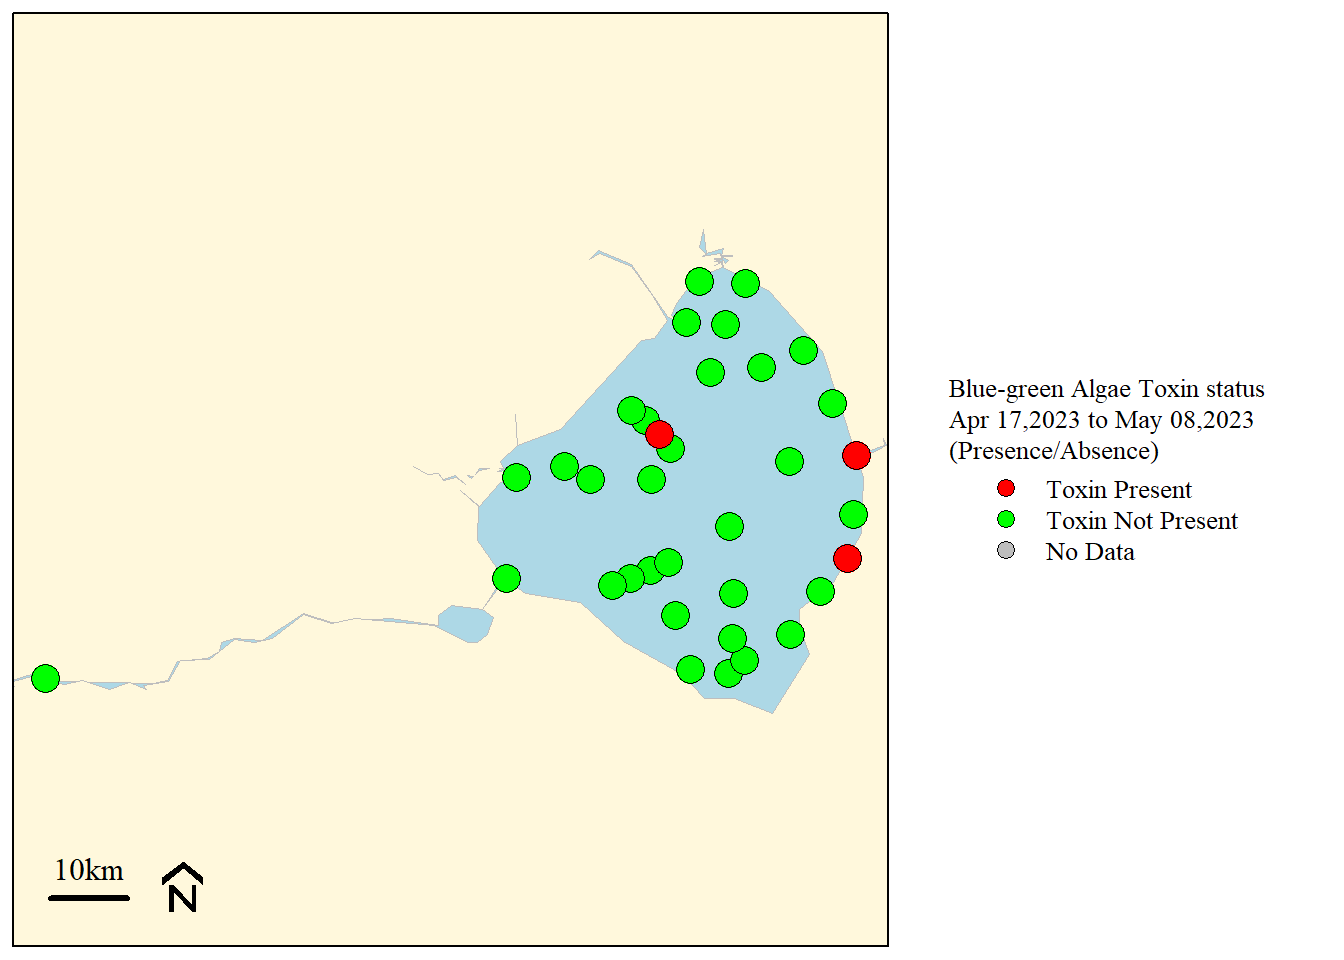 Blue-green Algae Toxin status
Apr 17,2023 to May 08,2023
(Presence/Absence)
Toxin Present
Toxin Not Present
No Data
10km
N